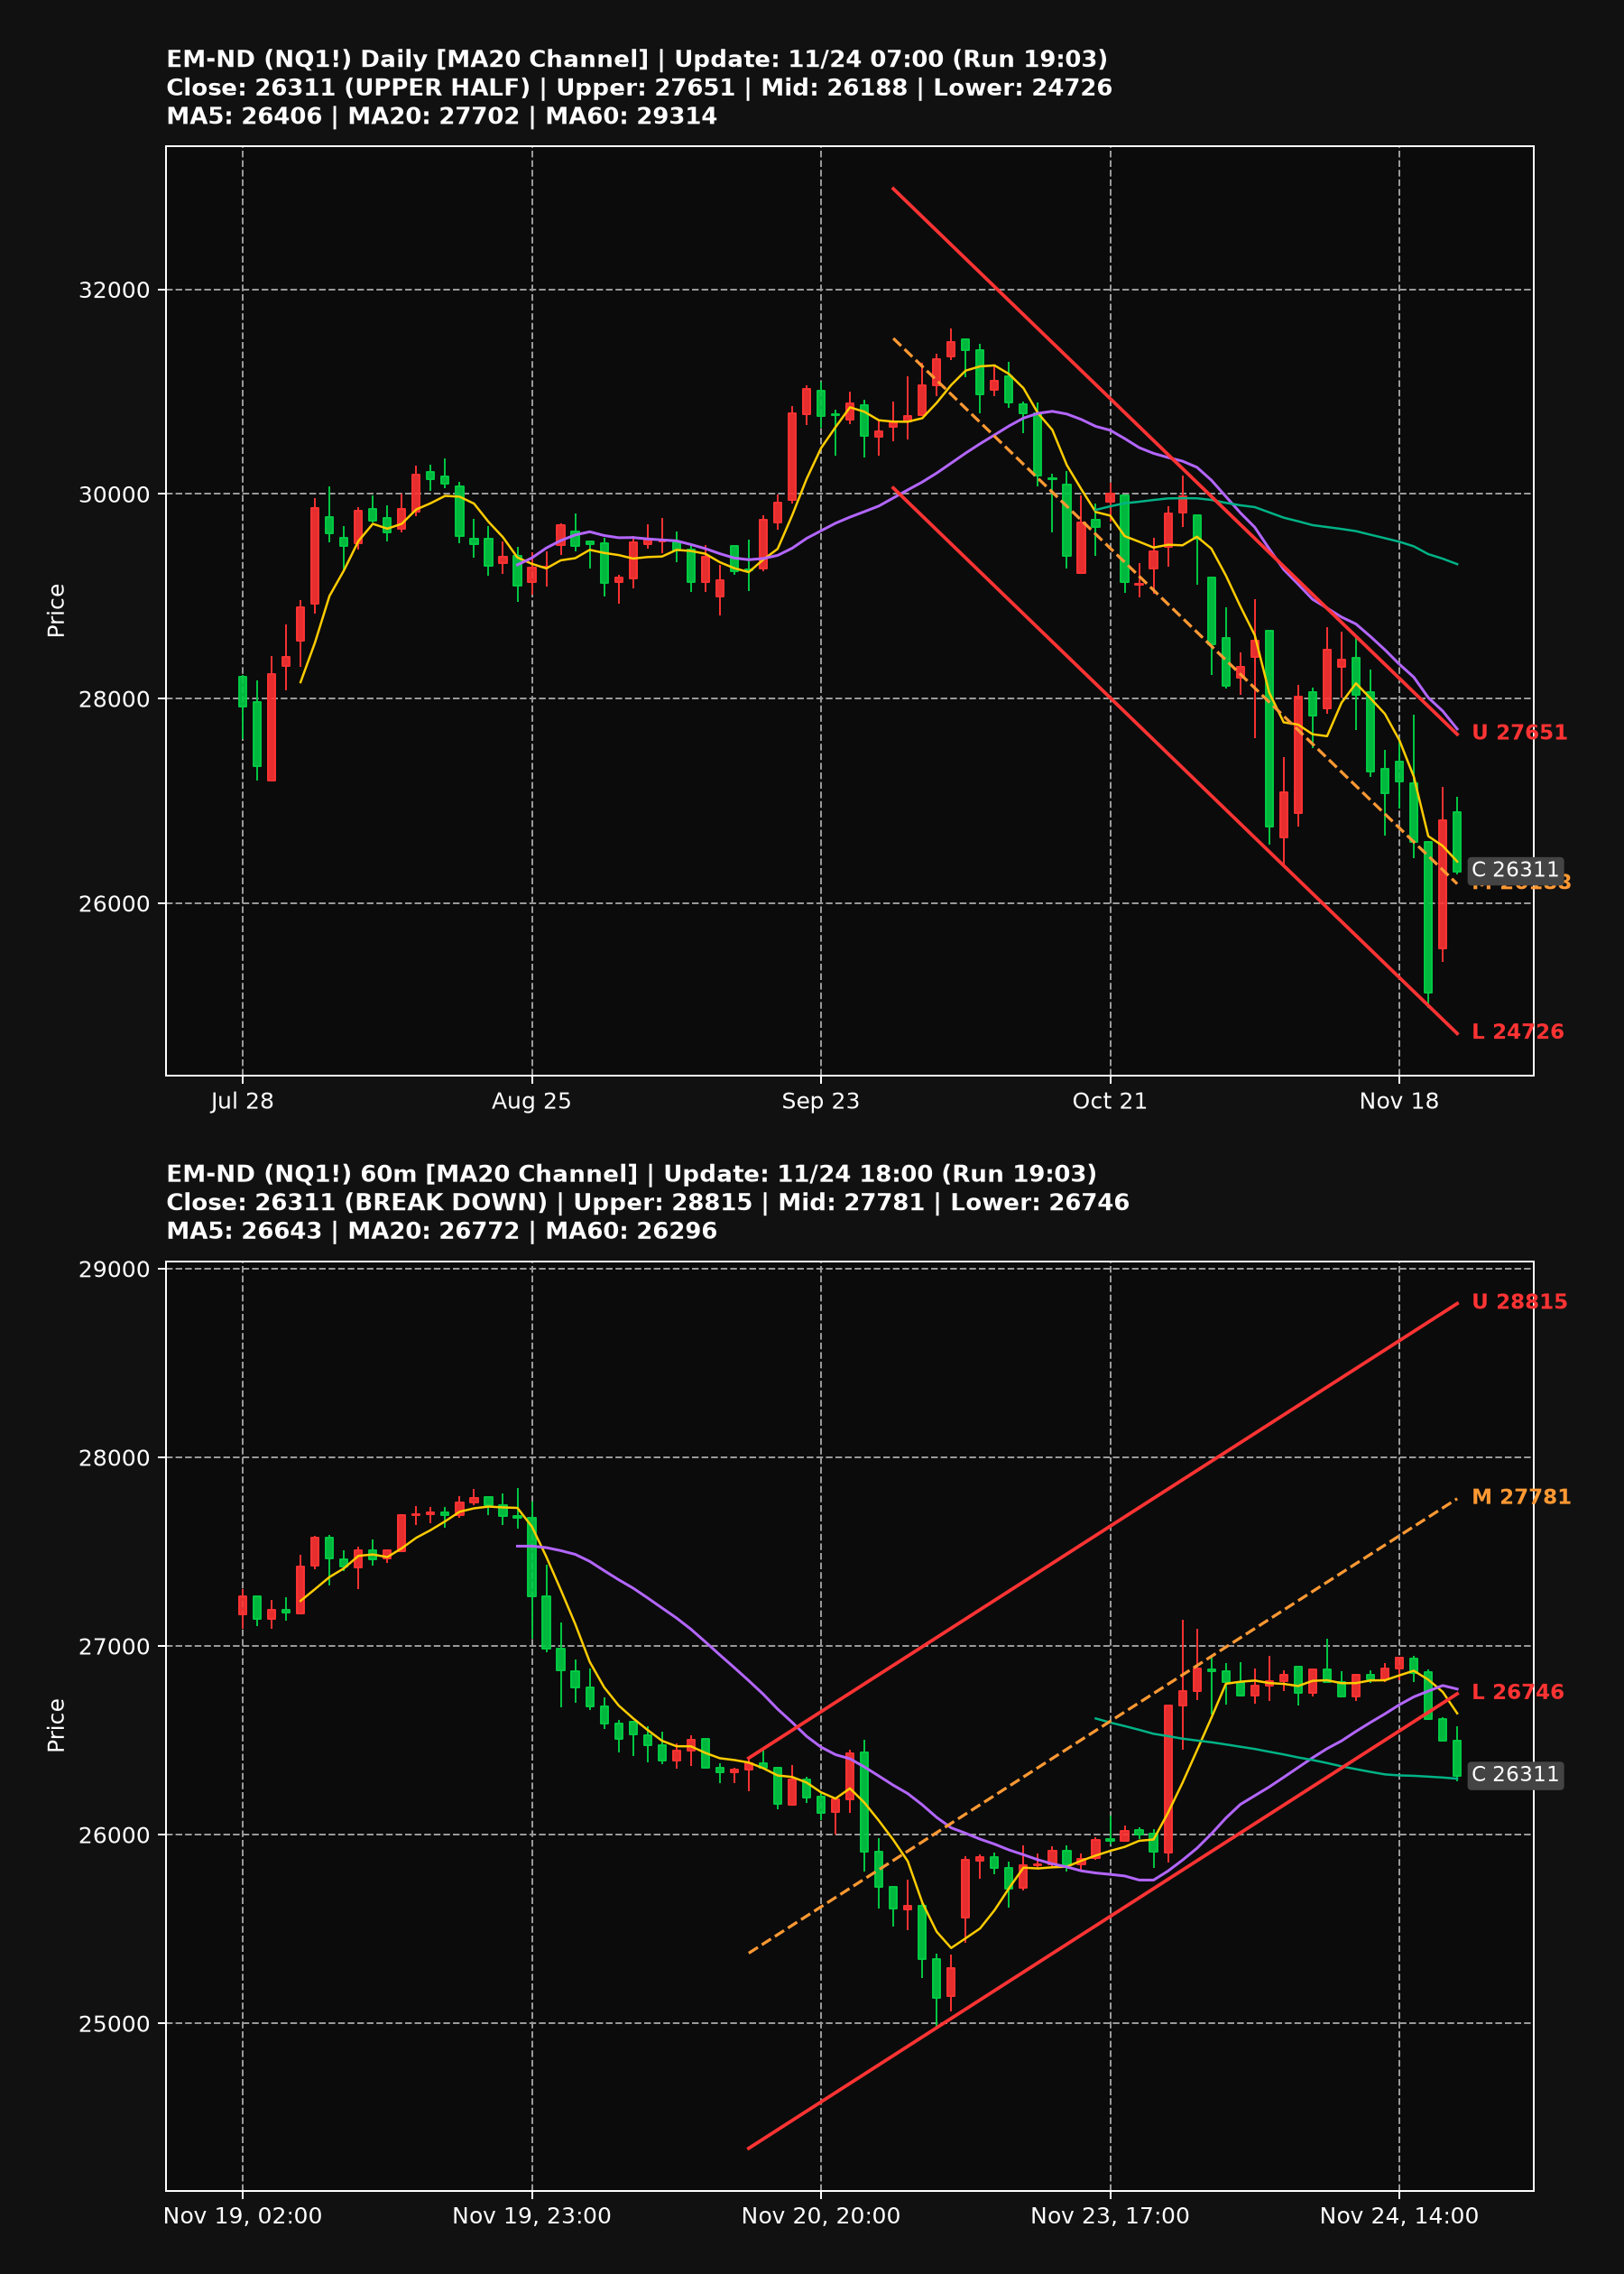 EM-ND (NQ1!) Daily [MA20 Channel] | Update: 11/24 07:00 (Run 19:03)
Close: 26311 (UPPER HALF) | Upper: 27651 | Mid: 26188 | Lower: 24726
MA5: 26406 | MA20: 27702 | MA60: 29314
32000
30000
28000
26000
Price
U 27651
C 26311
L 24726
Jul 28
Aug 25
Sep 23
Oct 21
Nov 18
EM-ND (NQ1!) 60m [MA20 Channel] | Update: 11/24 18:00 (Run 19:03)
Close: 26311 (BREAK DOWN) | Upper: 28815 | Mid: 27781 | Lower: 26746
MA5: 26643 | MA20: 26772 | MA60: 26296
29000
28000
27000
26000
25000
Price
U 28815
M 27781
L 26746
C 26311
Nov 19, 02:00
Nov 19, 23:00
Nov 20, 20:00
Nov 23, 17:00
Nov 24, 14:00